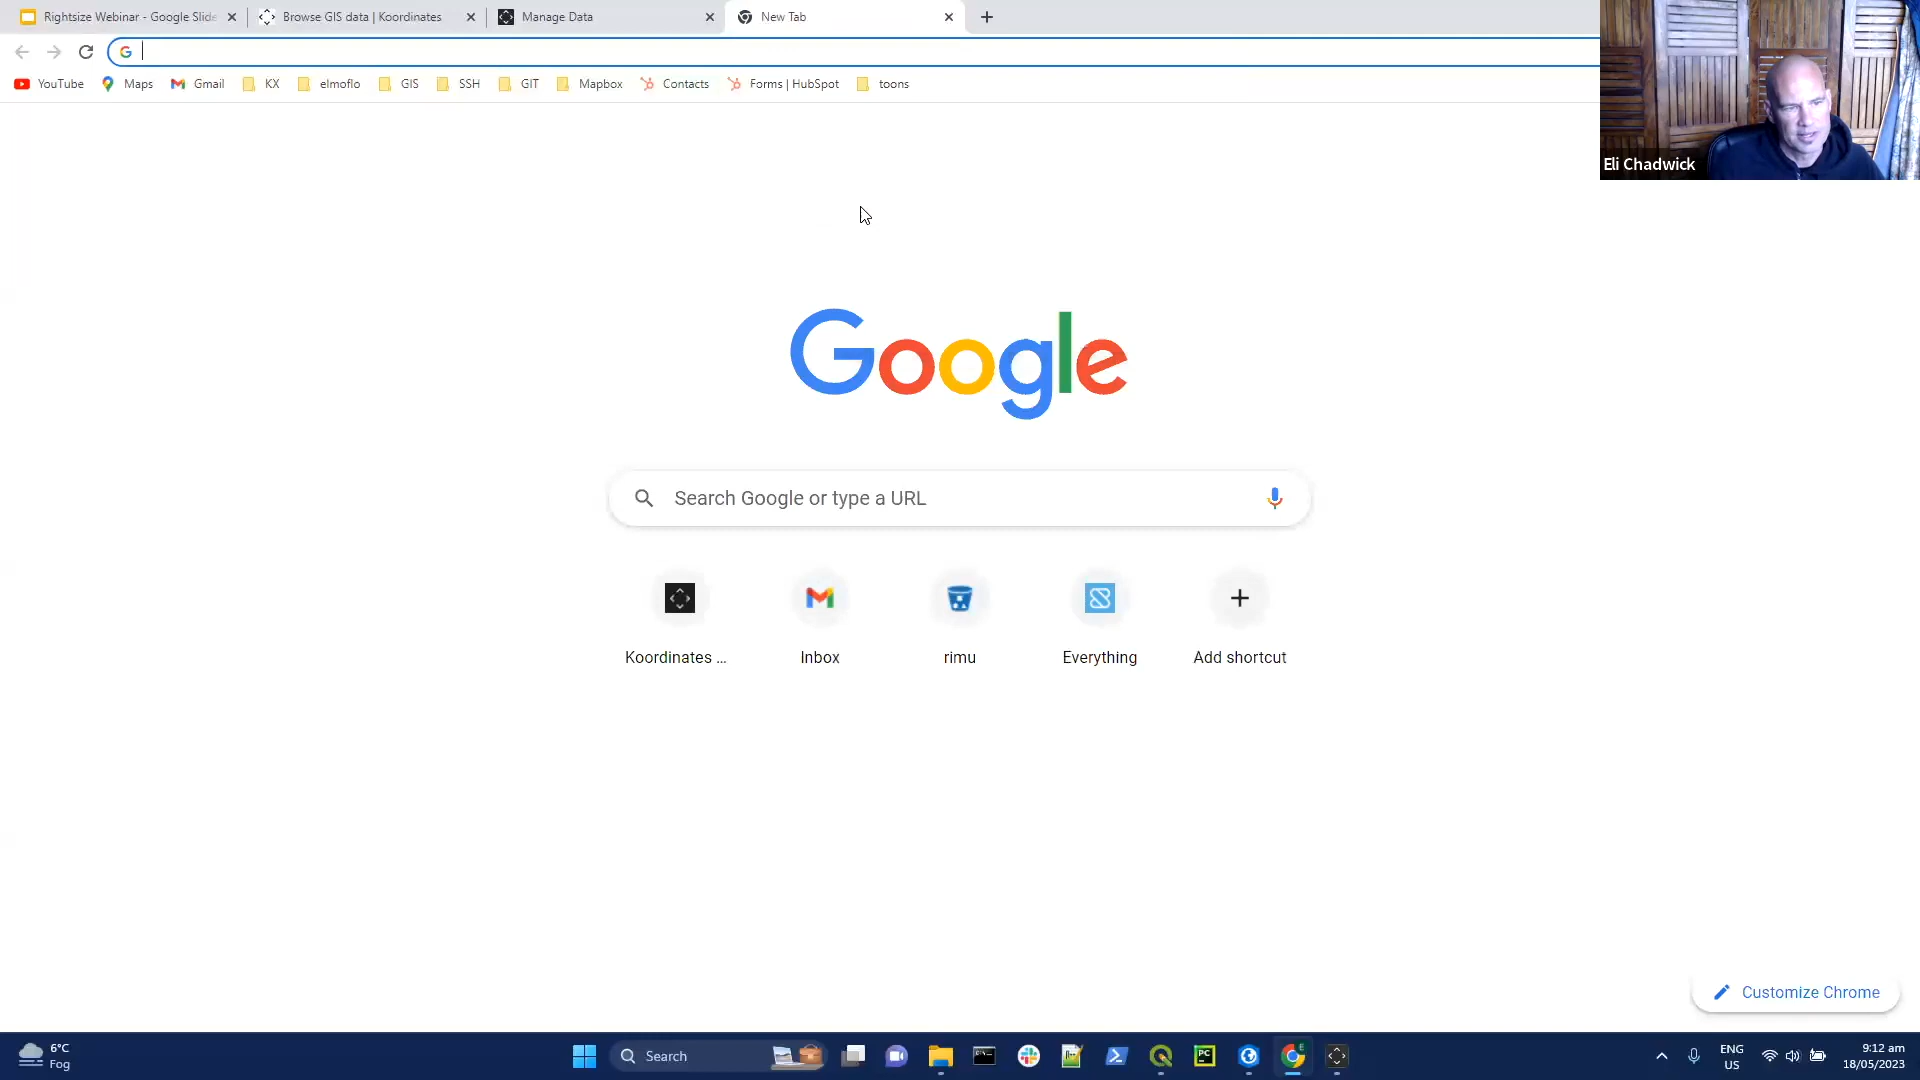 Rightsize Webinar - Google Slide
Browse GIS data | Koordinates
Manage Data
New Tab
YouTube
Maps
Gmail
KX
elmoflo
GIS
SSH
GIT
Mapbox
Contacts
Forms | HubSpot
toons
Eli Chadwick
Google
Search Google or type a URL
Koordinates ...
Inbox
rimu
Everything
Add shortcut
Customize Chrome
6°C
Fog
Search
PC
ENG
US
9:12 am
18/05/2023